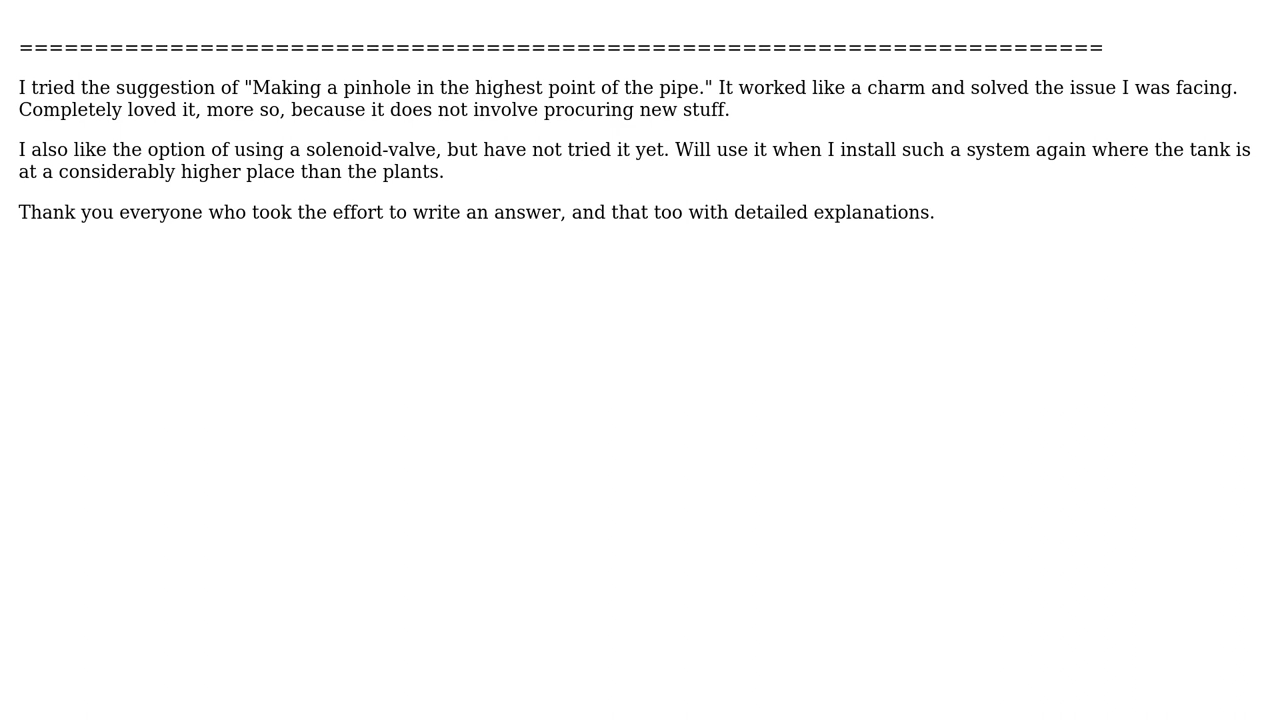 ========================================================================
I tried the suggestion of "Making a pinhole in the highest point of the pipe." It worked like a charm and solved the issue I was facing.
Completely loved it, more so, because it does not involve procuring new stuff.
I also like the option of using a solenoid-valve, but have not tried it yet. Will use it when I install such a system again where the tank is
at a considerably higher place than the plants.
Thank you everyone who took the effort to write an answer, and that too with detailed explanations.